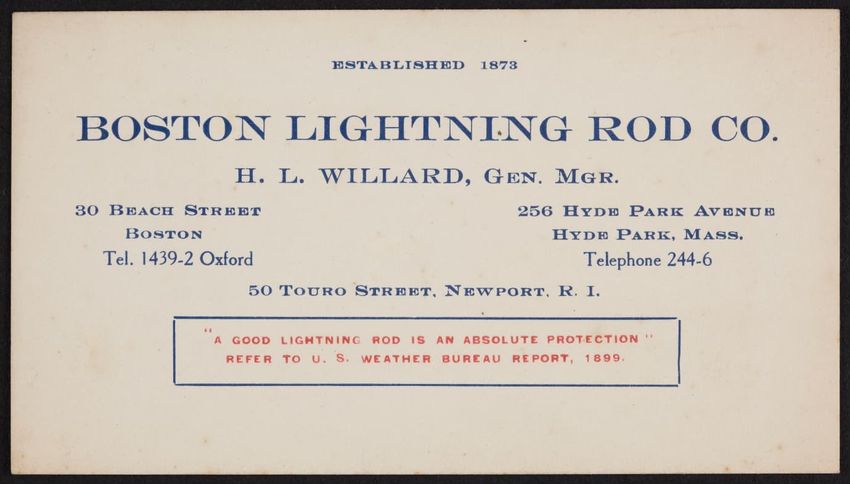 ESTABLISHED 1873
BOSTON LIGHTNING ROD CO.
H. L. WILLARD, GEN. MGR.
30 BEACH STREET
BOSTON
Tel. 1439-2 Oxford
256 HYDE PARK AVENUE
HYDE PARK, MASS.
Telephone 244-6
50 TOURO STREET, NEWPORT, R. I.
"A GOOD LIGHTNING ROD IS AN ABSOLUTE PROTECTION"
REFER TO U. S. WEATHER BUREAU REPORT, 1899.